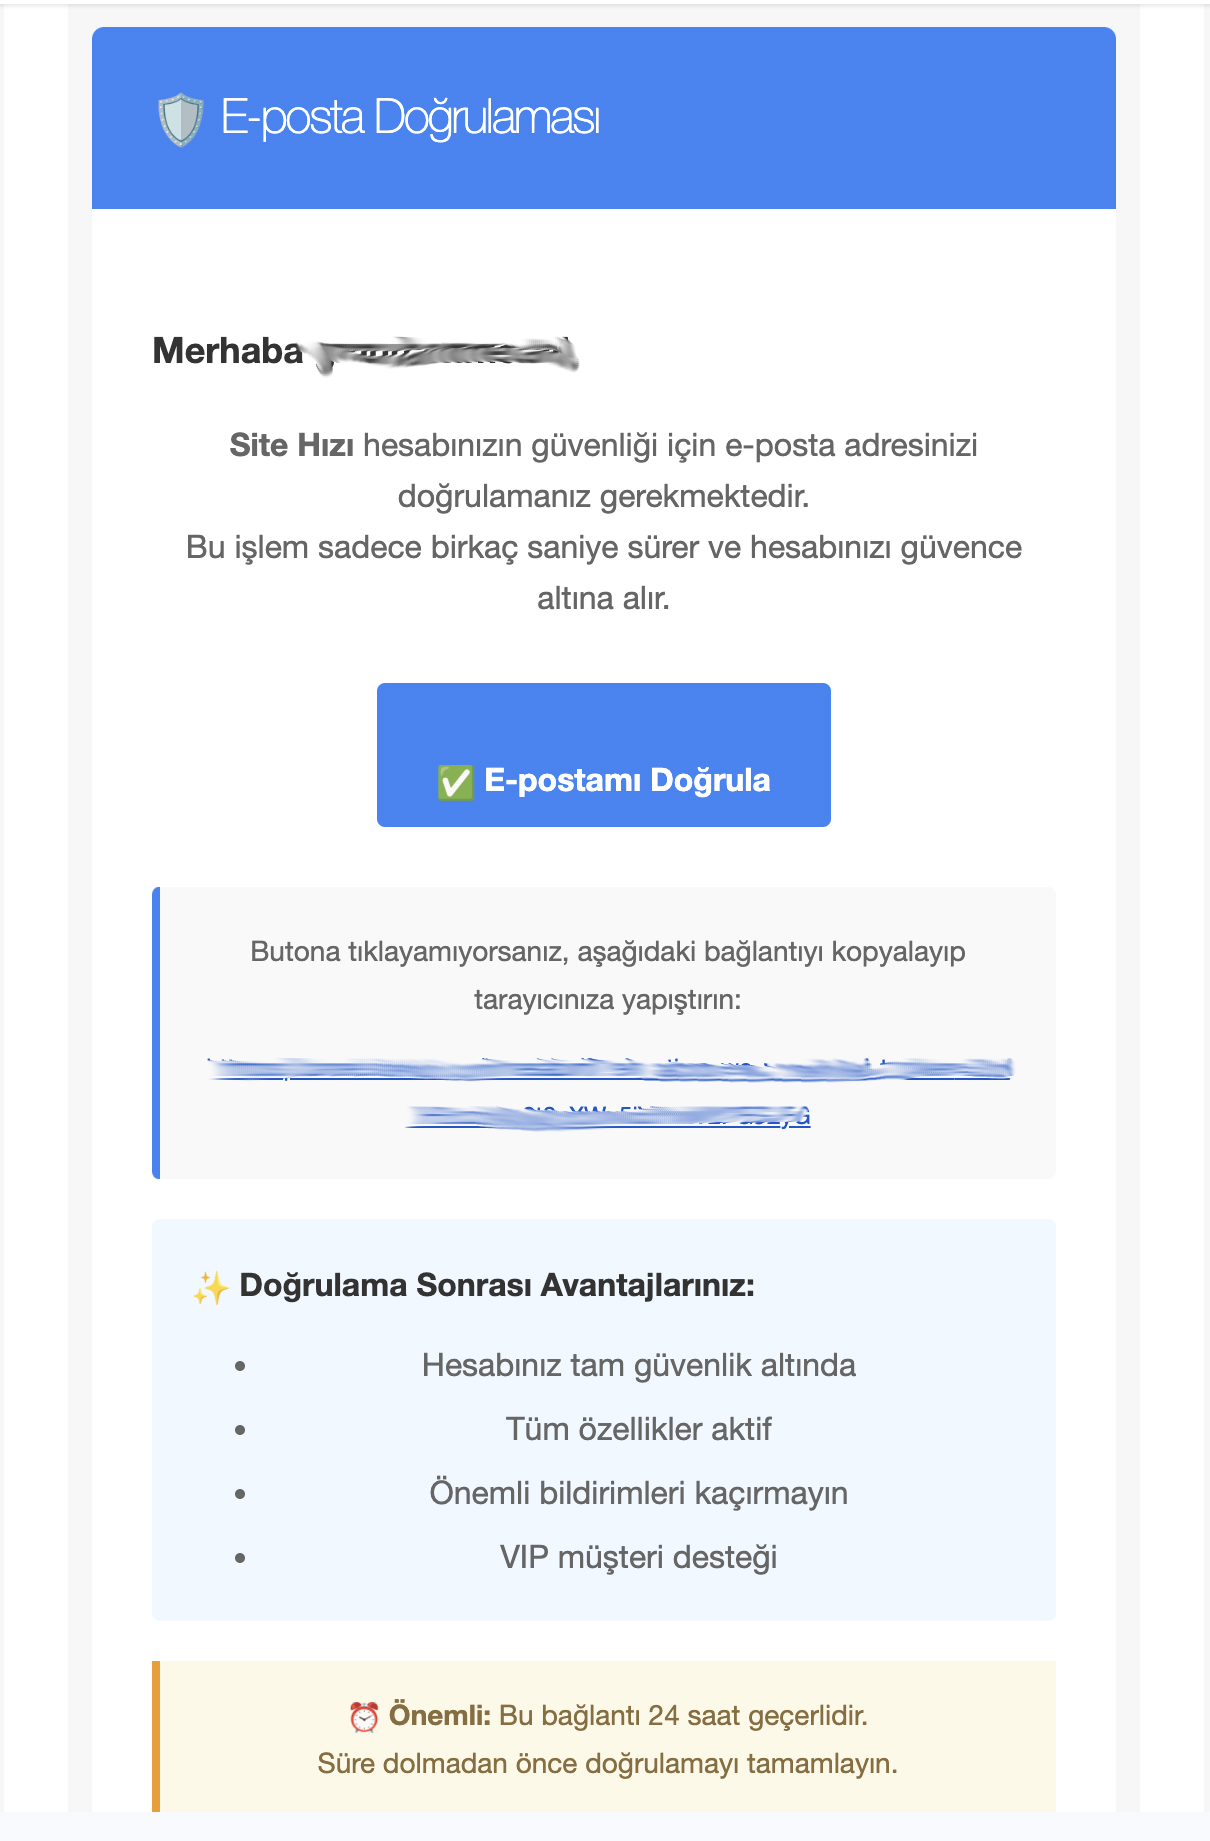 🛡️ E-posta Doğrulaması
Merhaba
Site Hızı hesabınızın güvenliği için e-posta adresinizi
doğrulamanız gerekmektedir.
Bu işlem sadece birkaç saniye sürer ve hesabınızı güvence
altına alır.
✅ E-postamı Doğrula
Butona tıklayamıyorsanız, aşağıdaki bağlantıyı kopyalayıp
tarayıcınıza yapıştırın:
✨ Doğrulama Sonrası Avantajlarınız:
• Hesabınız tam güvenlik altında
• Tüm özellikler aktif
• Önemli bildirimleri kaçırmayın
• VIP müşteri desteği
⏰ Önemli: Bu bağlantı 24 saat geçerlidir.
Süre dolmadan önce doğrulamayı tamamlayın.